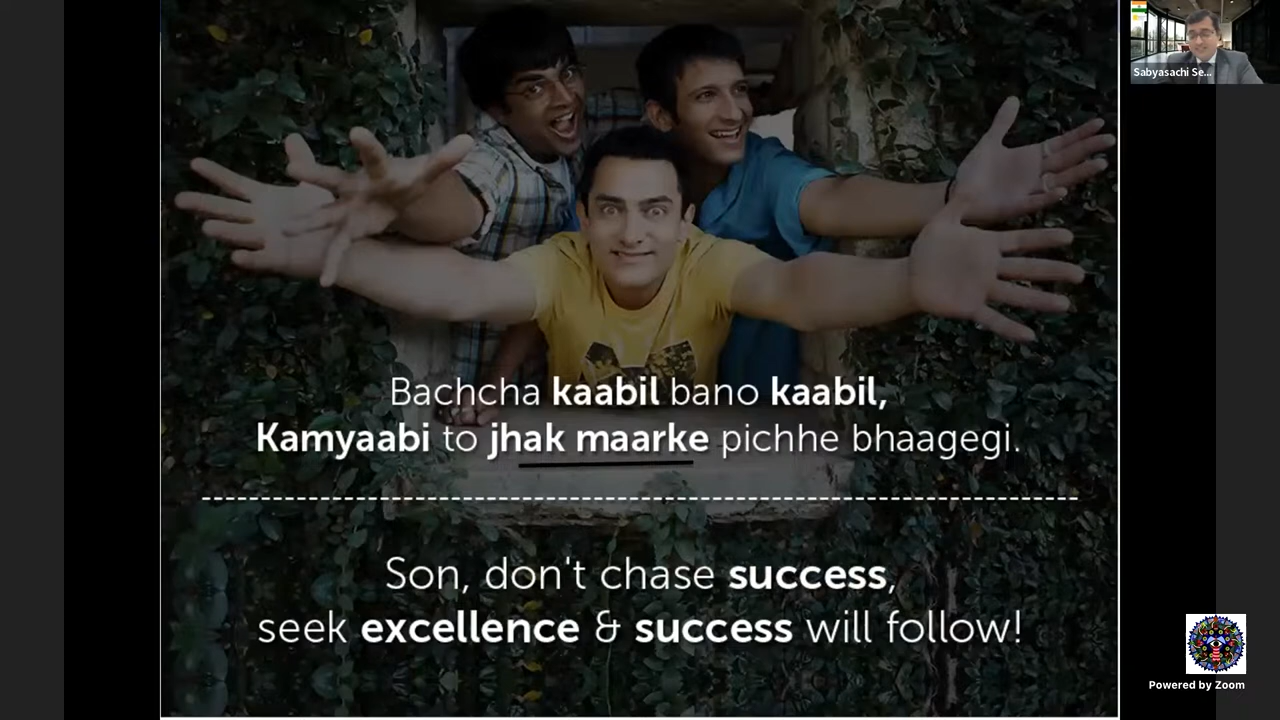 Sabyasachi Se...
Bachcha kaabil bano kaabil,
Kamyaabi to jhak maarke pichhe bhaagegi.
Son, don't chase success,
seek excellence & success will follow!
Powered by Zoom